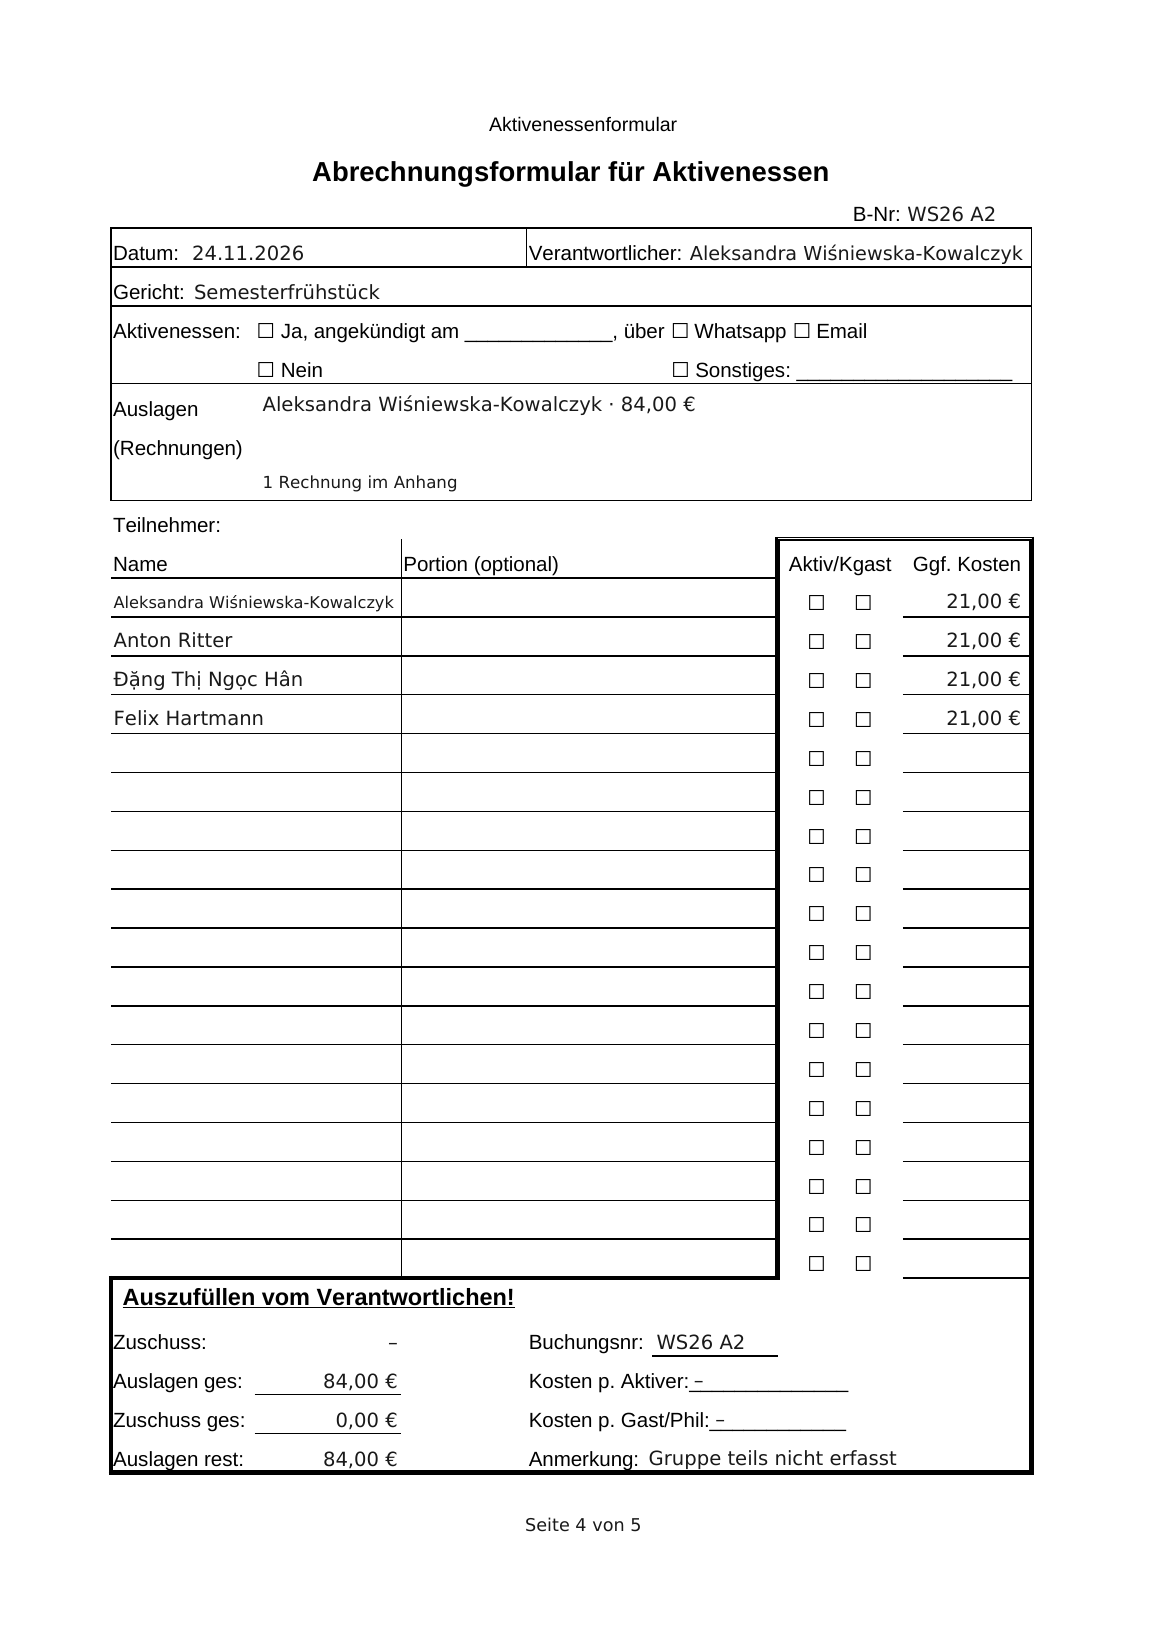 Aktivenessenformular
Abrechnungsformular für Aktivenessen
B-Nr: WS26 A2
Datum: 24.11.2026 Verantwortlicher: Aleksandra Wiśniewska-Kowalczyk
Gericht: Semesterfrühstück
Aktivenessen: ☐ Ja, angekündigt am _____________, über ☐ Whatsapp ☐ Email
☐ Nein ☐ Sonstiges: ___________________
Auslagen Aleksandra Wiśniewska-Kowalczyk · 84,00 €
(Rechnungen)
1 Rechnung im Anhang
Teilnehmer:
Name Portion (optional) Aktiv/Kgast Ggf. Kosten
Aleksandra Wiśniewska-Kowalczyk ☐ ☐ 21,00 €
Anton Ritter ☐ ☐ 21,00 €
Đặng Thị Ngọc Hân ☐ ☐ 21,00 €
Felix Hartmann ☐ ☐ 21,00 €
☐ ☐
☐ ☐
☐ ☐
☐ ☐
☐ ☐
☐ ☐
☐ ☐
☐ ☐
☐ ☐
☐ ☐
☐ ☐
☐ ☐
☐ ☐
☐ ☐
Auszufüllen vom Verantwortlichen!
Zuschuss: – Buchungsnr: WS26 A2
Auslagen ges: 84,00 € Kosten p. Aktiver: –
Zuschuss ges: 0,00 € Kosten p. Gast/Phil: –
Auslagen rest: 84,00 € Anmerkung: Gruppe teils nicht erfasst
Seite 4 von 5